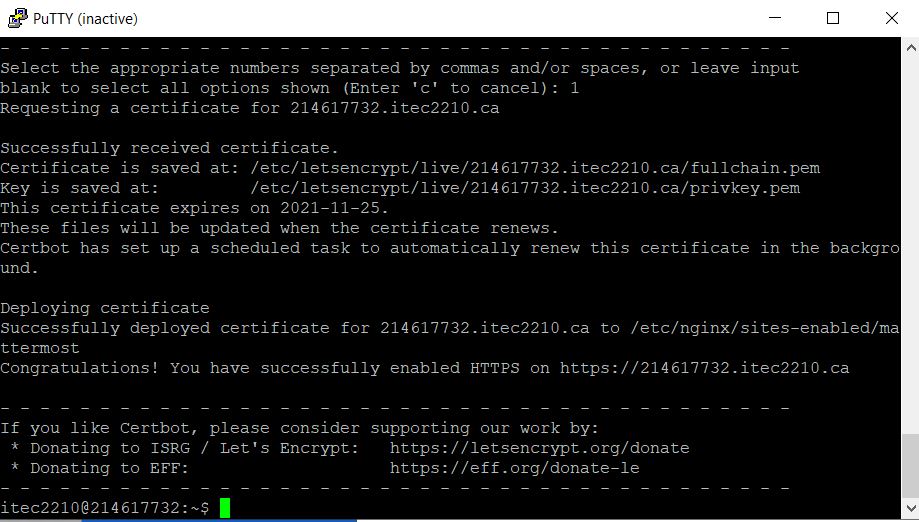 PuTTY (inactive)
- - - - - - - - - - - - - - - - - - - - - - - - - - - - - - - - - - - - - - - -
Select the appropriate numbers separated by commas and/or spaces, or leave input
blank to select all options shown (Enter 'c' to cancel): 1
Requesting a certificate for 214617732.itec2210.ca
Successfully received certificate.
Certificate is saved at: /etc/letsencrypt/live/214617732.itec2210.ca/fullchain.pem
Key is saved at:         /etc/letsencrypt/live/214617732.itec2210.ca/privkey.pem
This certificate expires on 2021-11-25.
These files will be updated when the certificate renews.
Certbot has set up a scheduled task to automatically renew this certificate in the backgro
und.
Deploying certificate
Successfully deployed certificate for 214617732.itec2210.ca to /etc/nginx/sites-enabled/ma
ttermost
Congratulations! You have successfully enabled HTTPS on https://214617732.itec2210.ca
- - - - - - - - - - - - - - - - - - - - - - - - - - - - - - - - - - - - - - - -
If you like Certbot, please consider supporting our work by:
 * Donating to ISRG / Let's Encrypt:   https://letsencrypt.org/donate
 * Donating to EFF:                    https://eff.org/donate-le
- - - - - - - - - - - - - - - - - - - - - - - - - - - - - - - - - - - - - - - -
itec2210@214617732:~$